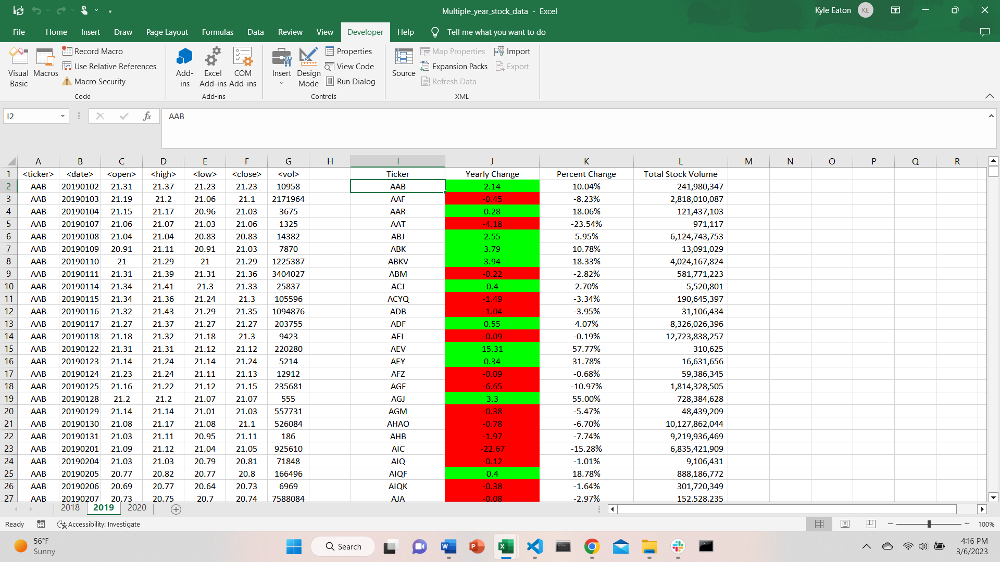 Multiple_year_stock_data - Excel
Kyle Eaton KE
File Home Insert Draw Page Layout Formulas Data Review View Developer Help Tell me what you want to do
Visual Basic
Macros
Record Macro
Use Relative References
Macro Security
Code
Add-ins
Excel Add-ins
COM Add-ins
Add-ins
Insert
Design Mode
Properties
View Code
Run Dialog
Controls
Source
Map Properties
Expansion Packs
Refresh Data
Import
Export
XML
I2 fx AAB
A B C D E F G H I J K L M N O P Q R
1 <ticker> <date> <open> <high> <low> <close> <vol> Ticker Yearly Change Percent Change Total Stock Volume
2 AAB 20190102 21.31 21.37 21.23 21.23 10958 AAB 2.14 10.04% 241,980,347
3 AAB 20190103 21.19 21.2 21.06 21.1 2171964 AAF -0.45 -8.23% 2,818,010,087
4 AAB 20190104 21.15 21.17 20.96 21.03 3675 AAR 0.28 18.06% 121,437,103
5 AAB 20190107 21.06 21.07 21.03 21.06 1325 AAT -4.18 -23.54% 971,117
6 AAB 20190108 21.04 21.04 20.83 20.83 14382 ABJ 2.55 5.95% 6,124,743,753
7 AAB 20190109 20.91 21.11 20.91 21.03 7870 ABK 3.79 10.78% 13,091,029
8 AAB 20190110 21 21.29 21 21.29 1225387 ABKV 3.94 18.33% 4,024,167,824
9 AAB 20190111 21.31 21.39 21.31 21.36 3404027 ABM -0.22 -2.82% 581,771,223
10 AAB 20190114 21.34 21.41 21.3 21.33 25837 ACJ 0.4 2.70% 5,520,801
11 AAB 20190115 21.34 21.36 21.24 21.3 105596 ACYQ -1.49 -3.34% 190,645,397
12 AAB 20190116 21.32 21.43 21.29 21.35 1094876 ADB -1.04 -3.95% 31,106,434
13 AAB 20190117 21.27 21.37 21.27 21.27 203755 ADF 0.55 4.07% 8,326,026,396
14 AAB 20190118 21.18 21.32 21.18 21.3 9423 AEL -0.09 -0.19% 12,723,838,257
15 AAB 20190122 21.31 21.31 21.12 21.12 220280 AEV 15.31 57.77% 310,625
16 AAB 20190123 21.14 21.24 21.14 21.24 5214 AEY 0.34 31.78% 16,631,656
17 AAB 20190124 21.23 21.24 21.11 21.13 12912 AFZ -0.09 -0.68% 59,386,345
18 AAB 20190125 21.16 21.22 21.12 21.15 235681 AGF -6.65 -10.97% 1,814,328,505
19 AAB 20190128 21.2 21.2 21.07 21.07 555 AGJ 3.3 55.00% 728,384,628
20 AAB 20190129 21.14 21.14 21.01 21.03 557731 AGM -0.38 -5.47% 48,439,209
21 AAB 20190130 21.08 21.17 21.08 21.1 526084 AHAO -0.78 -6.70% 10,127,862,044
22 AAB 20190131 21.03 21.11 20.95 21.11 186 AHB -1.97 -7.74% 9,219,936,469
23 AAB 20190201 21.09 21.12 21.04 21.05 925610 AIC -22.67 -15.28% 6,835,421,909
24 AAB 20190204 21.03 21.03 20.79 20.81 71848 AIQ -0.12 -1.01% 9,106,431
25 AAB 20190205 20.77 20.82 20.77 20.8 166496 AIQF 0.4 18.78% 888,186,772
26 AAB 20190206 20.69 20.77 20.64 20.73 6969 AIQK -0.38 -1.64% 301,720,349
27 AAB 20190207 20.73 20.75 20.7 20.74 7588084 AJA -0.08 -2.97% 152,528,235
2018 2019 2020
Ready Accessibility: Investigate 100%
56°F
Sunny
Search
4:16 PM
3/6/2023